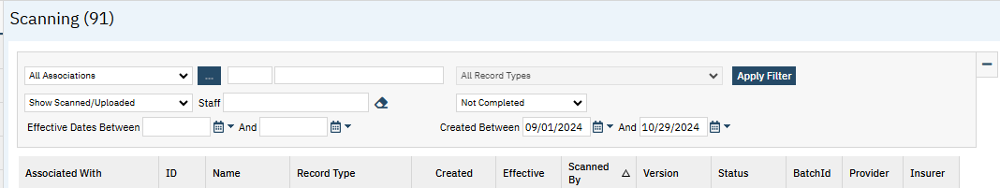 Scanning (91)
All Associations ... All Record Types Apply Filter
Show Scanned/Uploaded Staff Not Completed
Effective Dates Between And Created Between 09/01/2024 And 10/29/2024
Associated With ID Name Record Type Created Effective Scanned By Version Status BatchId Provider Insurer